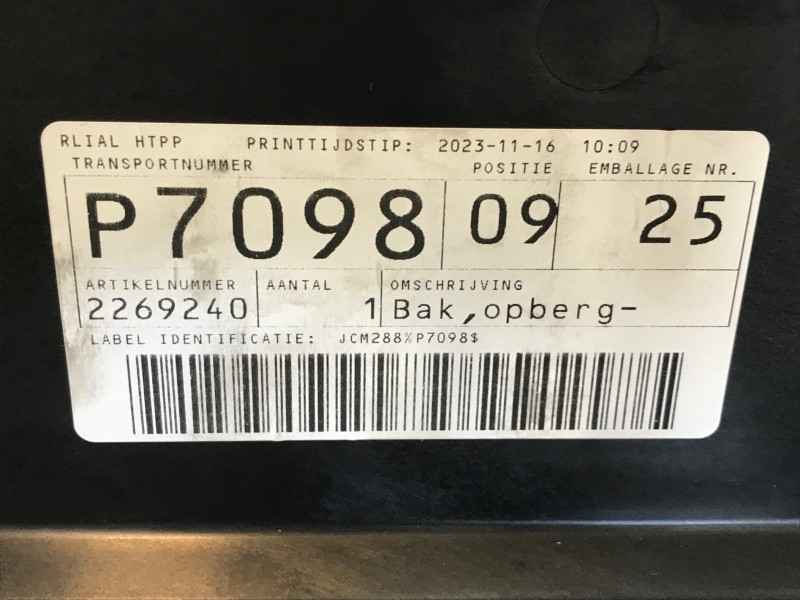 RLIAL HTPP PRINTTIJDSTIP: 2023-11-16 10:09
TRANSPORTNUMMER POSITIE EMBALLAGE NR.
P7098 09 25
ARTIKELNUMMER AANTAL OMSCHRIJVING
2269240 1 Bak,opberg-
LABEL IDENTIFICATIE: JCM288%P7098$